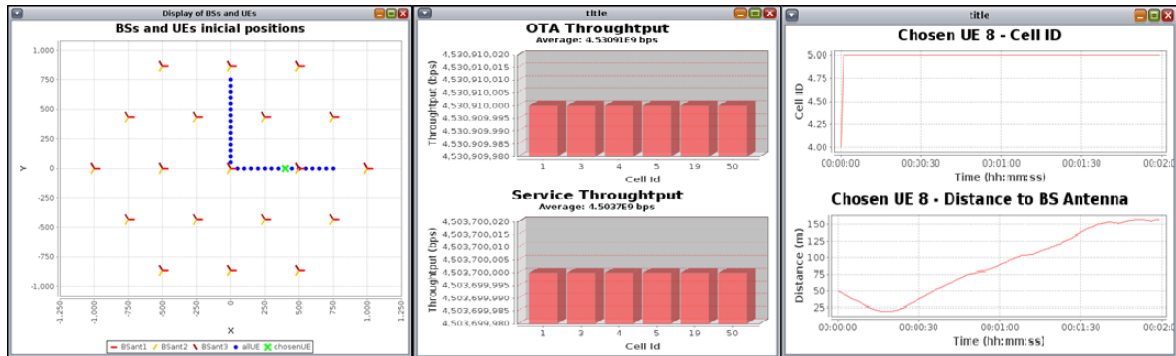 Display of BSs and UEs
BSs and UEs inicial positions
1,000
750
500
250
0
-250
-500
-750
-1,000
Y
-1.250
-1.000
-750
-500
-250
0
250
500
750
1.000
1.250
X
BSant1 BSant2 BSant3 allUE chosenUE
title
OTA Throughtput
Average: 4.53091E9 bps
Throughtput (bps)
4,530,910,020
4,530,910,015
4,530,910,010
4,530,910,005
4,530,910,000
4,530,909,995
4,530,909,990
4,530,909,985
4,530,909,980
1 3 4 5 19 50
Cell Id
Service Throughtput
Average: 4.5037E9 bps
Throughtput (bps)
4,503,700,020
4,503,700,015
4,503,700,010
4,503,700,005
4,503,700,000
4,503,699,995
4,503,699,990
4,503,699,985
4,503,699,980
1 3 4 5 19 50
Cell Id
title
Chosen UE 8 - Cell ID
Cell ID
5.00
4.75
4.50
4.25
4.00
00:00:00 00:00:30 00:01:00 00:01:30 00:02:0
Time (hh:mm:ss)
Chosen UE 8 - Distance to BS Antenna
Distance (m)
150
125
100
75
50
25
00:00:00 00:00:30 00:01:00 00:01:30 00:02:0
Time (hh:mm:ss)